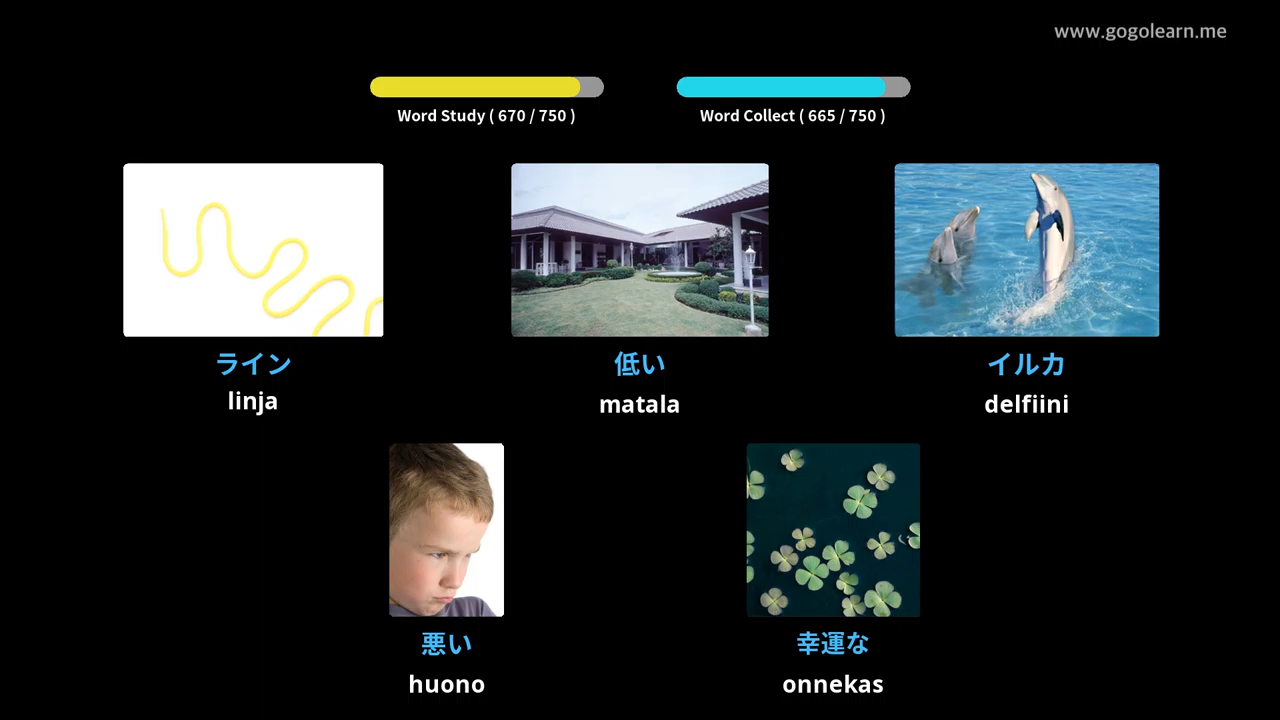 www.gogolearn.me
Word Study ( 670 / 750 )
Word Collect ( 665 / 750 )
ライン
linja
低い
matala
イルカ
delfiini
悪い
huono
幸運な
onnekas